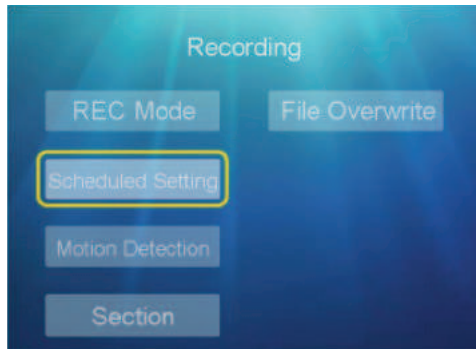 Recording
REC Mode
File Overwrite
Scheduled Setting
Motion Detection
Section